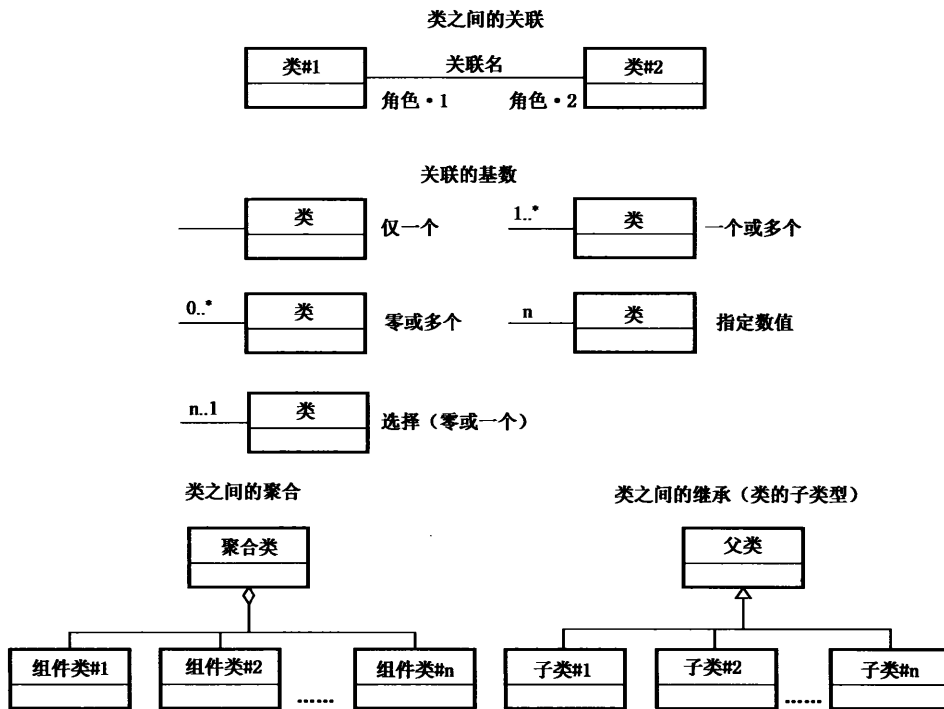 类之间的关联
类#1
关联名
类#2
角色·1
角色·2
关联的基数
类
仅一个
1..*
类
一个或多个
0..*
类
零或多个
n
类
指定数值
n..1
类
选择（零或一个）
类之间的聚合
类之间的继承（类的子类型）
聚合类
父类
组件类#1
组件类#2
……
组件类#n
子类#1
子类#2
……
子类#n